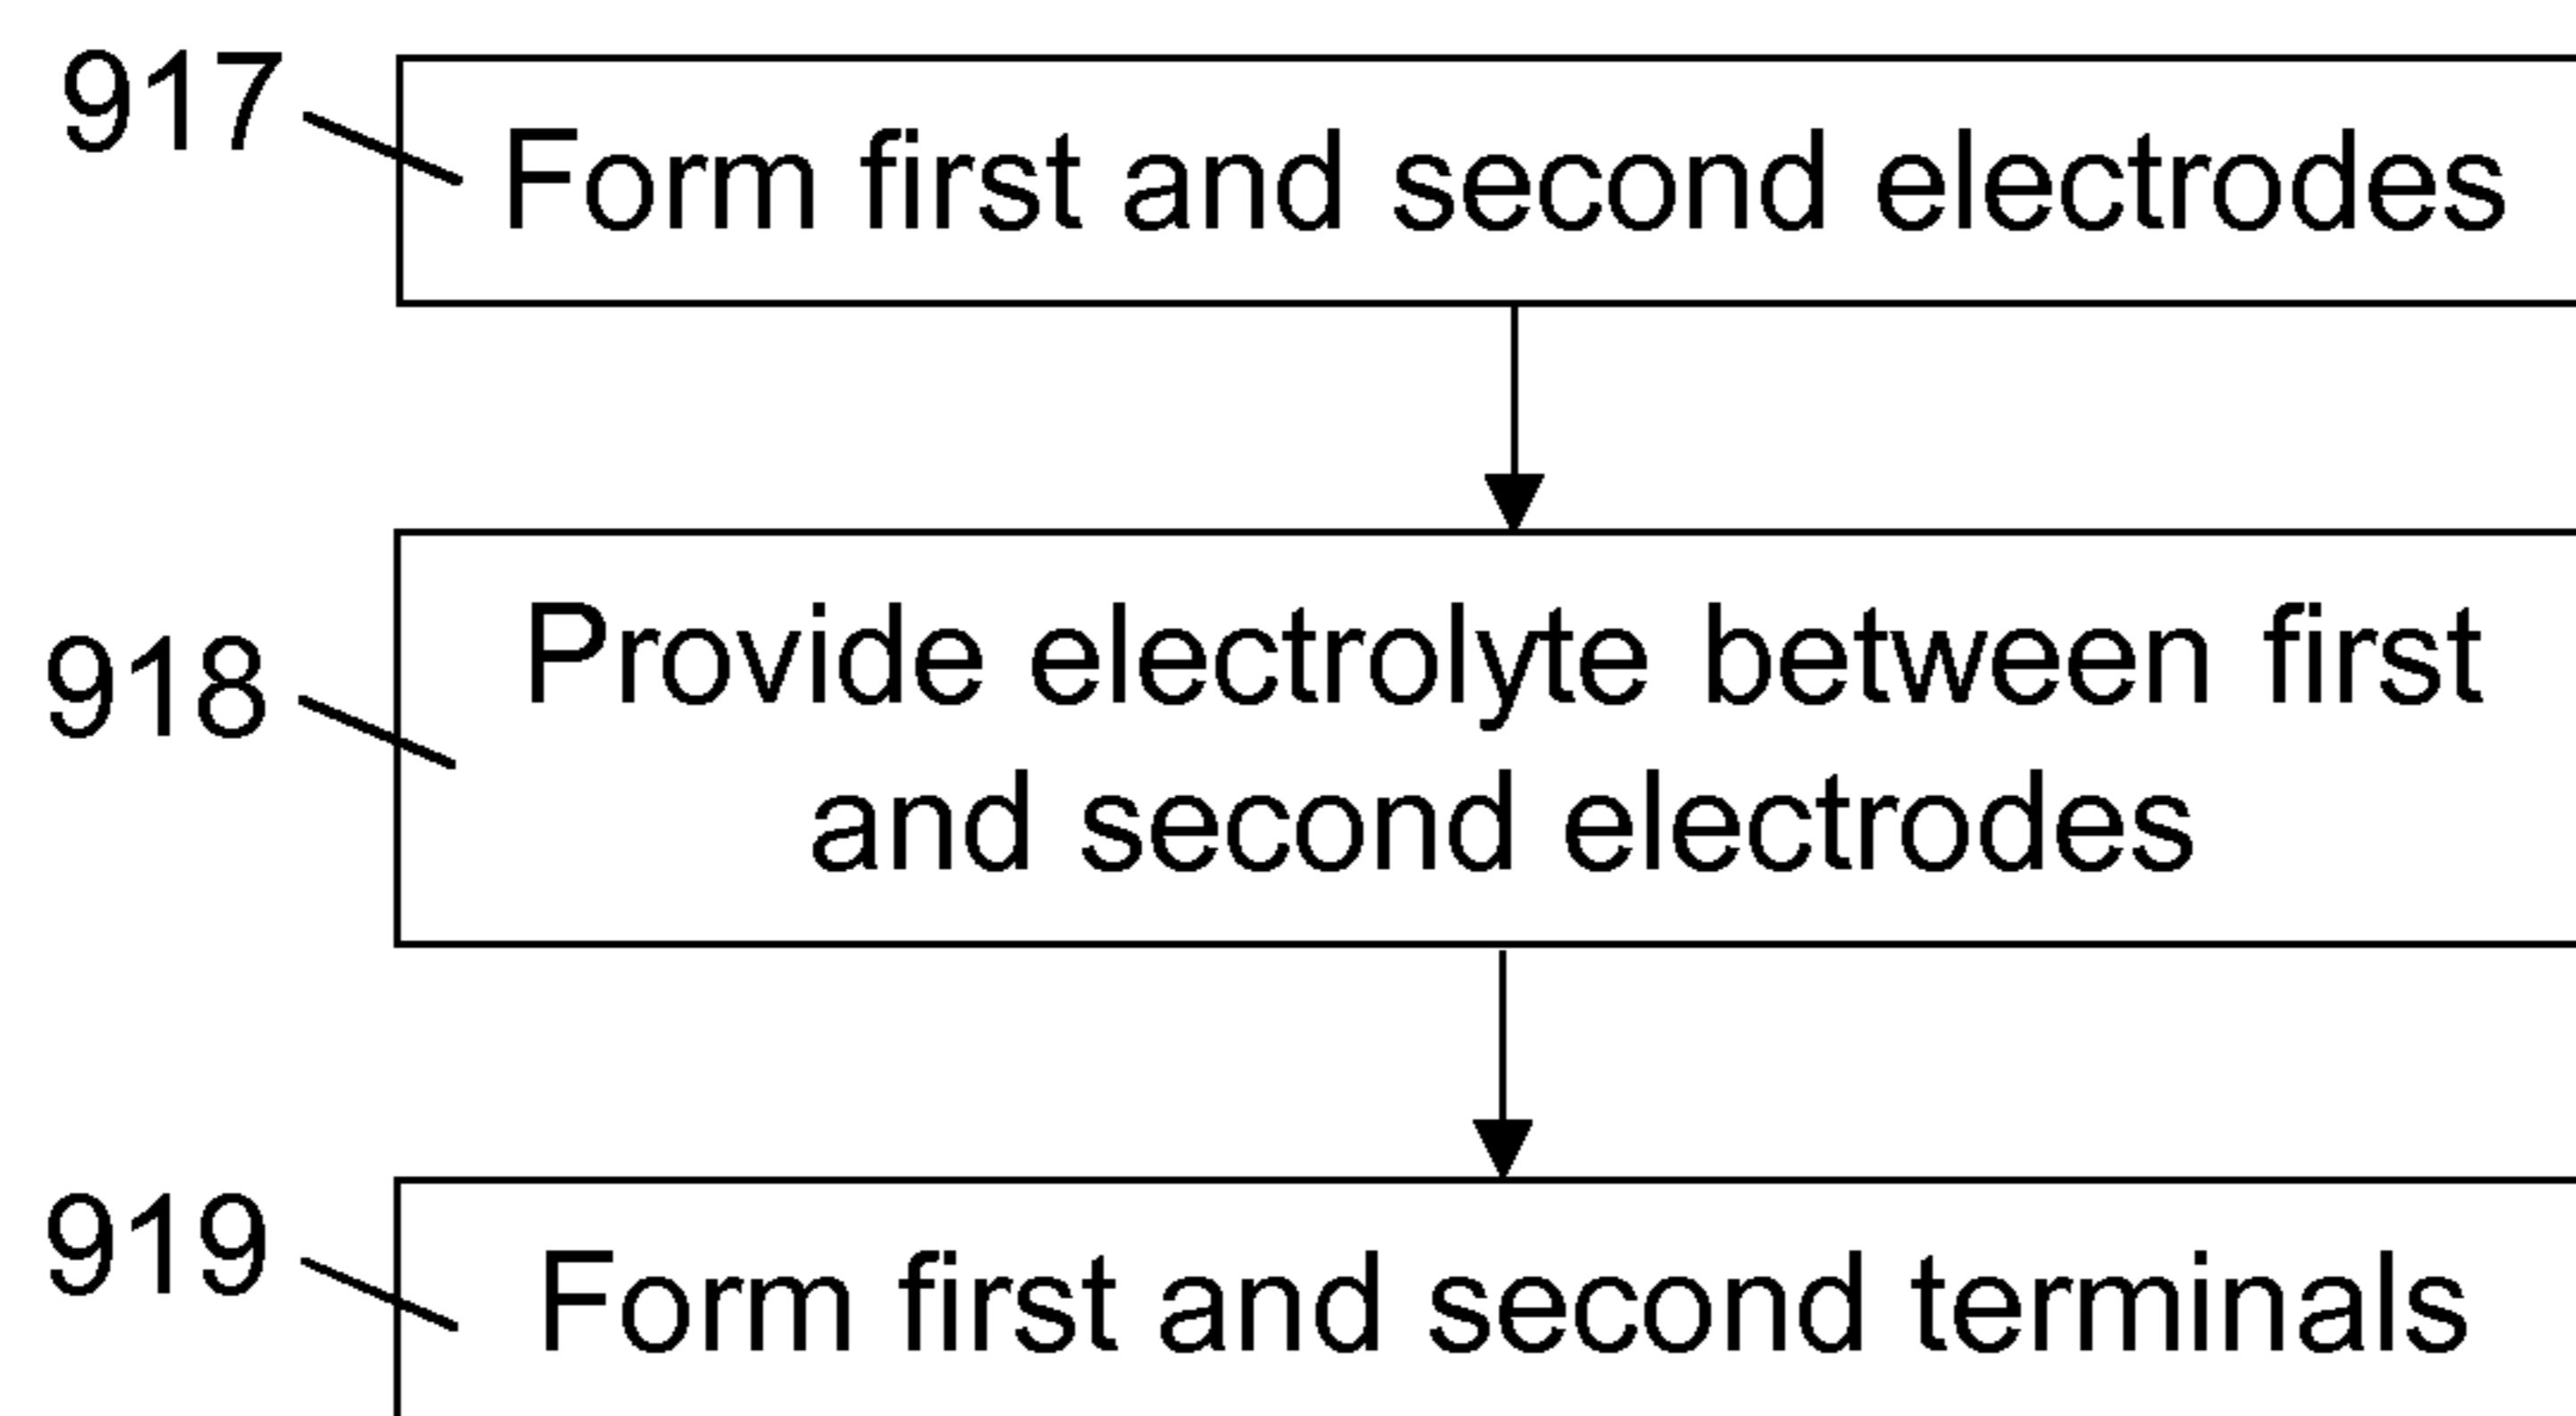 917
Form first and second electrodes
918
Provide electrolyte between first
and second electrodes
919
Form first and second terminals